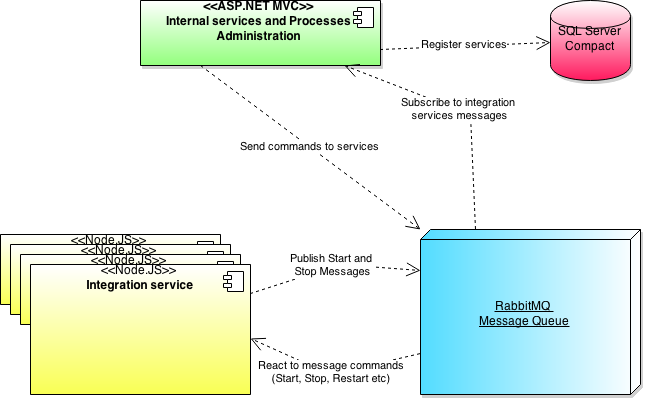 <<ASP.NET MVC>>
Internal services and Processes
Administration
Register services
SQL Server
Compact
Subscribe to integration
services messages
Send commands to services
<<Node.JS>>
<<Node.JS>>
<<Node.JS>>
<<Node.JS>>
Integration service
Publish Start and
Stop Messages
RabbitMQ
Message Queue
React to message commands
(Start, Stop, Restart etc)